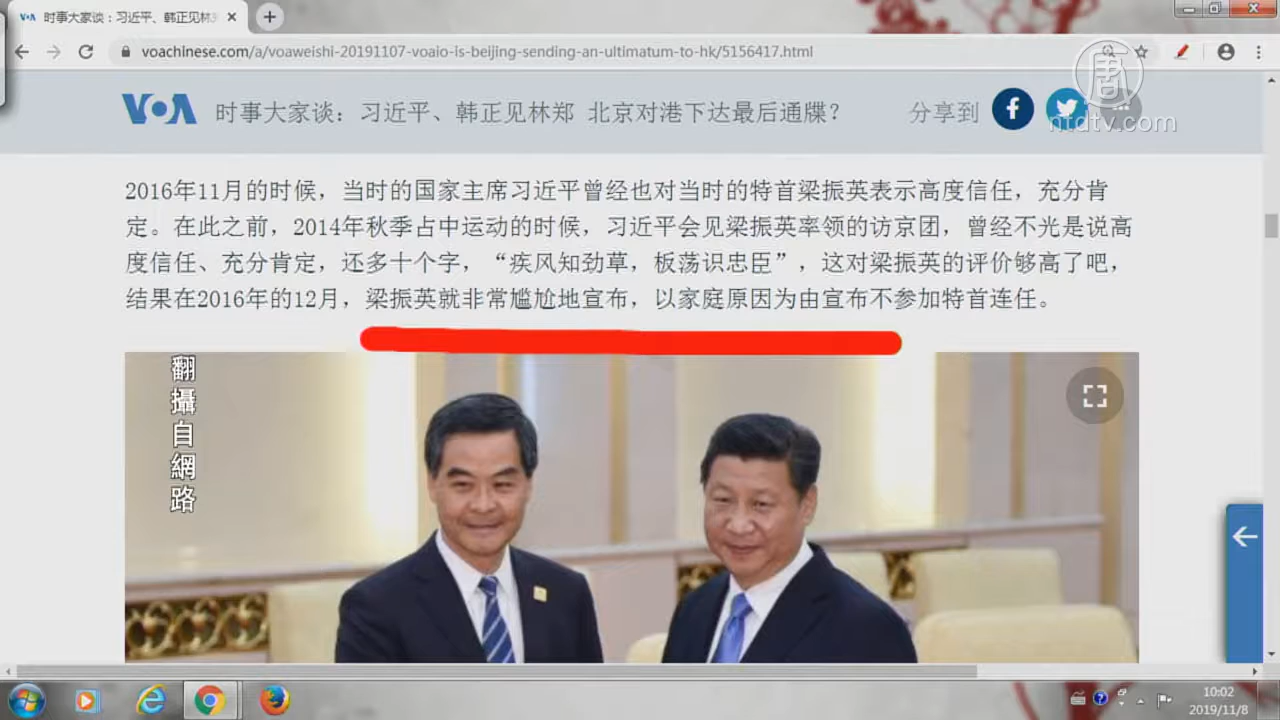 时事大家谈：习近平、韩正见林郑
voachinese.com/a/voaweishi-20191107-voaio-is-beijing-sending-an-ultimatum-to-hk/5156417.html
唐
VOA 时事大家谈：习近平、韩正见林郑 北京对港下达最后通牒？ 分享到
ntdtv.com
2016年11月的时候，当时的国家主席习近平曾经也对当时的特首梁振英表示高度信任，充分肯
定。在此之前，2014年秋季占中运动的时候，习近平会见梁振英率领的访京团，曾经不光是说高
度信任、充分肯定，还多十个字，“疾风知劲草，板荡识忠臣”，这对梁振英的评价够高了吧，
结果在2016年的12月，梁振英就非常尴尬地宣布，以家庭原因为由宣布不参加特首连任。
翻攝自網路
10:02
2019/11/8